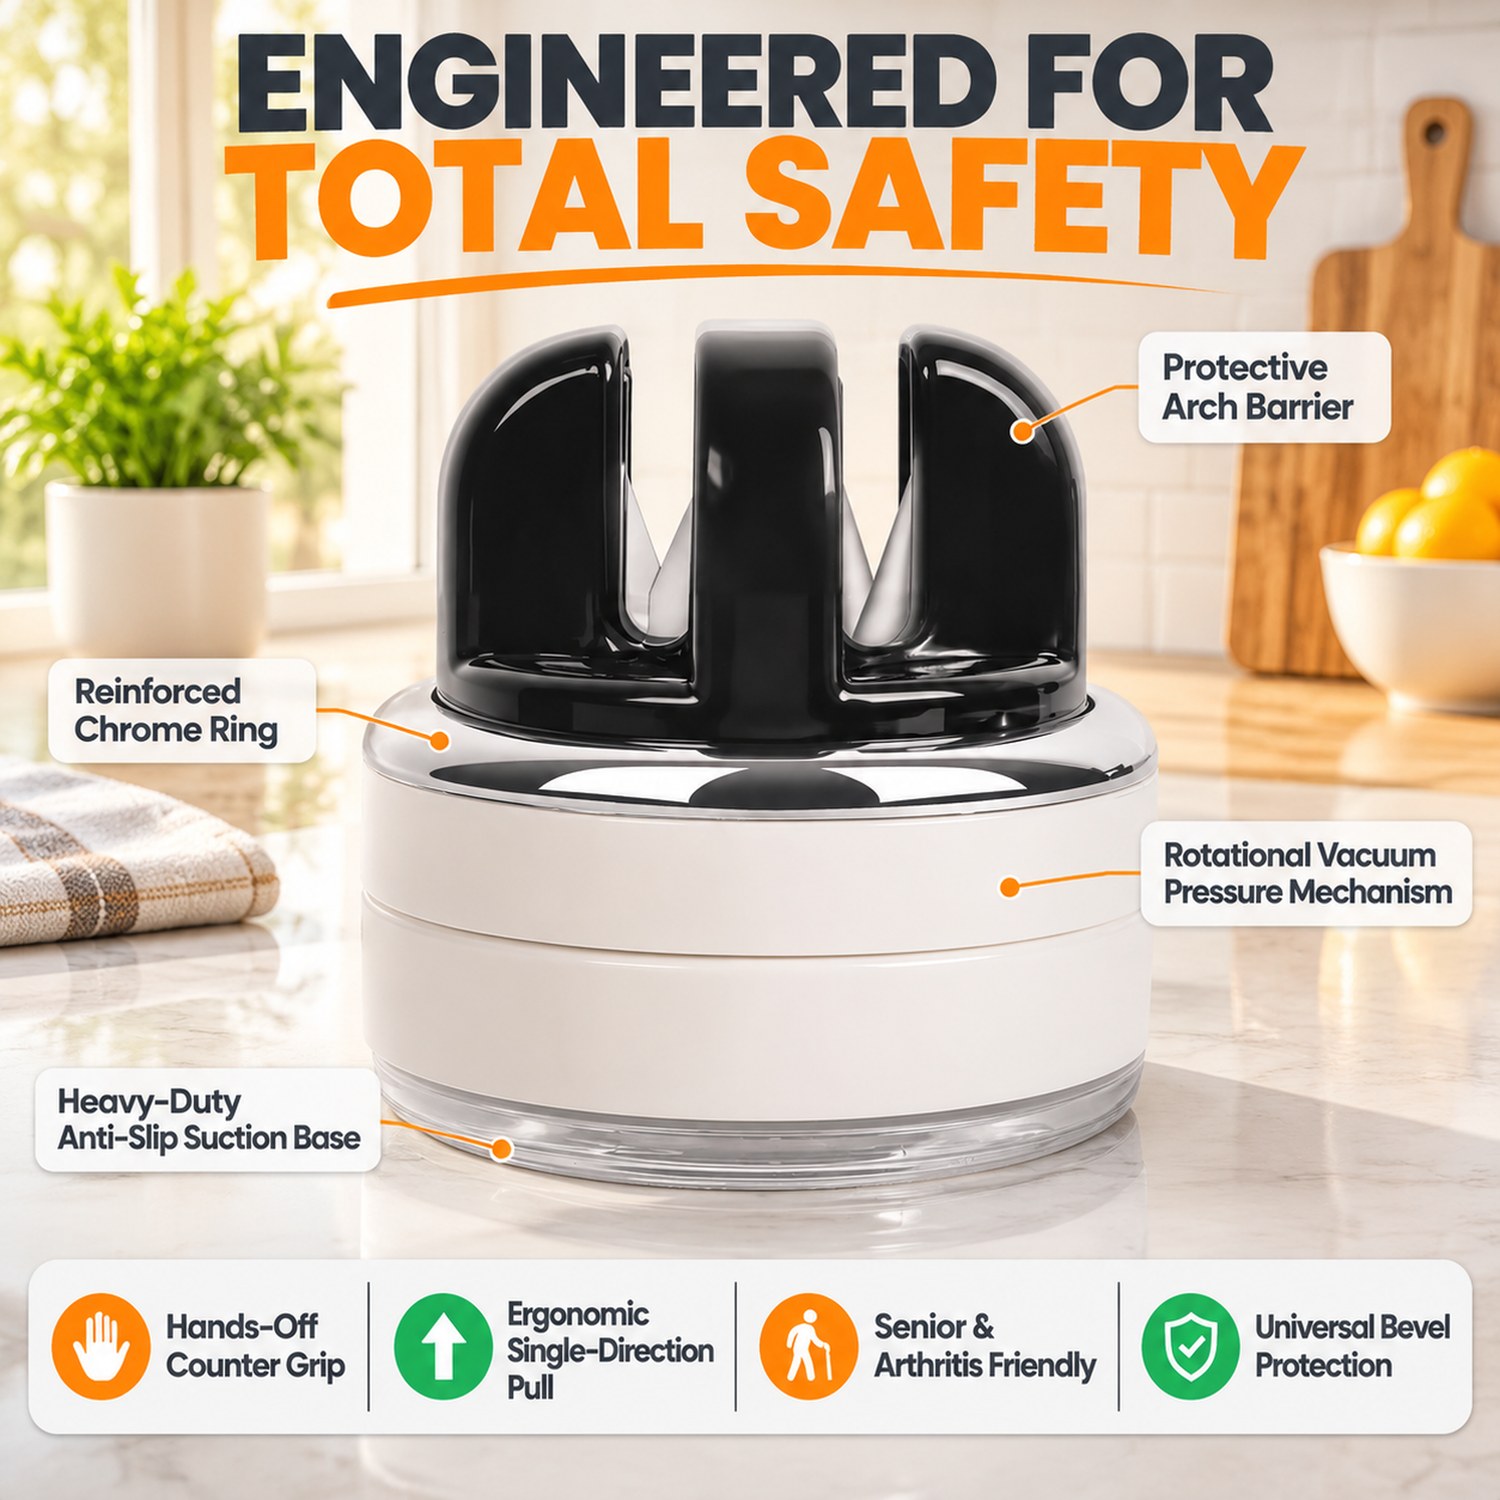 ENGINEERED FOR
TOTAL SAFETY
Protective
Arch Barrier
Reinforced
Chrome Ring
Rotational Vacuum
Pressure Mechanism
Heavy-Duty
Anti-Slip Suction Base
Hands-Off
Counter Grip
Ergonomic
Single-Direction
Pull
Senior &
Arthritis Friendly
Universal Bevel
Protection